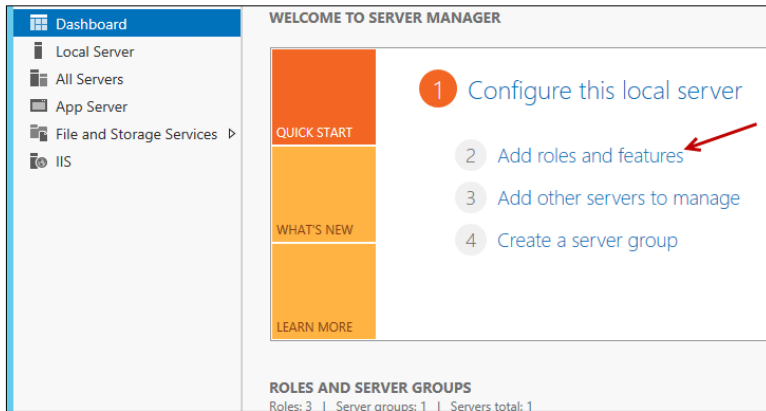 Dashboard
Local Server
All Servers
App Server
File and Storage Services
IIS
WELCOME TO SERVER MANAGER
QUICK START
WHAT'S NEW
LEARN MORE
1 Configure this local server
2 Add roles and features
3 Add other servers to manage
4 Create a server group
ROLES AND SERVER GROUPS
Roles: 3 | Server groups: 1 | Servers total: 1